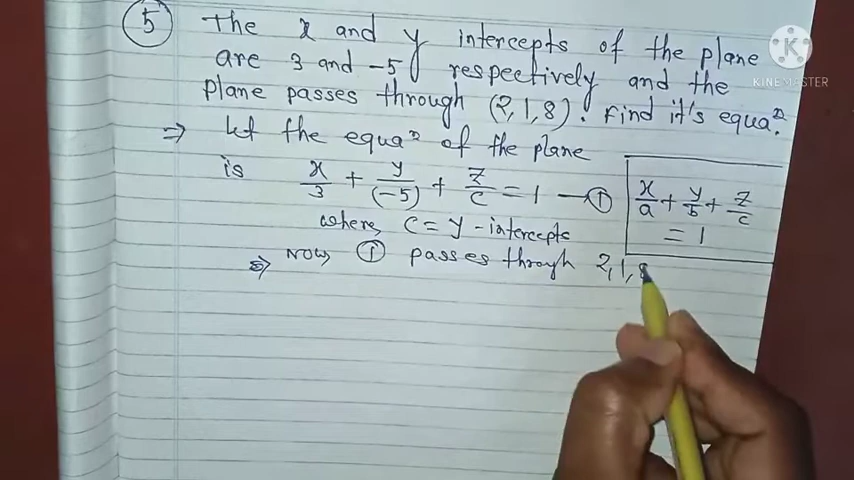 ⑤ The x and y intercepts of the plane
are 3 and -5 respectively and the
plane passes through (2,1,8). Find it's equaⁿ.
⇒ Let the equaⁿ of the plane
is x/3 + y/(-5) + z/c = 1 —①
where, c = y-intercepts
⇒ Now, ① passes through 2,1,8
x/a + y/b + z/c
= 1
K
KINEMASTER